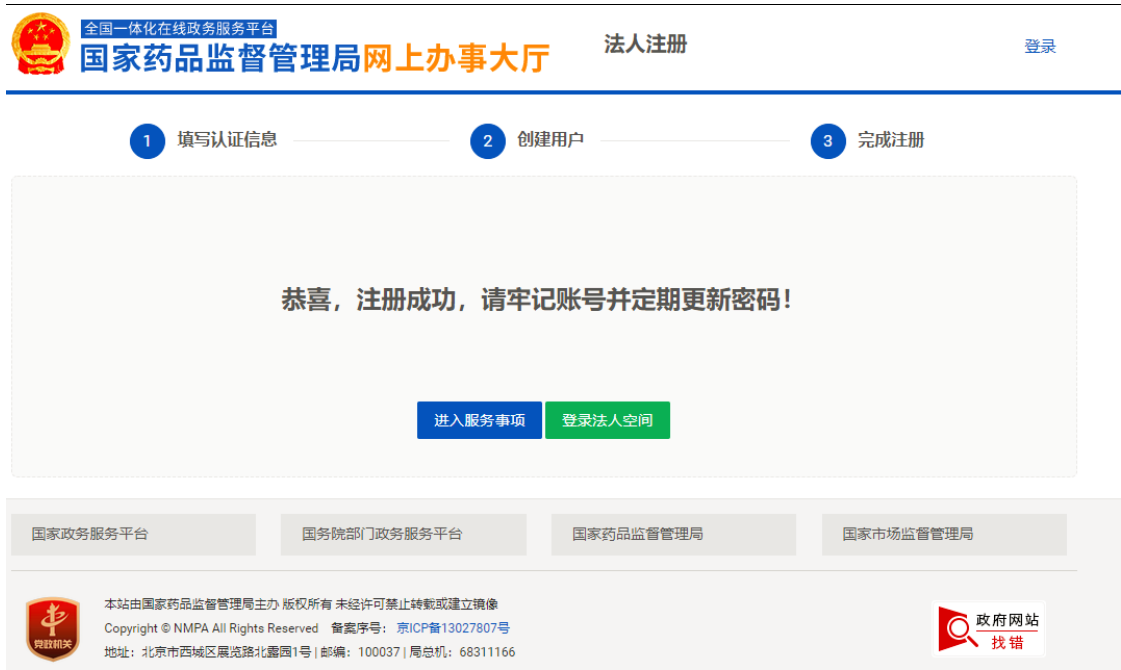 全国一体化在线政务服务平台
国家药品监督管理局网上办事大厅
法人注册
登录
1 填写认证信息
2 创建用户
3 完成注册
恭喜，注册成功，请牢记账号并定期更新密码！
进入服务事项
登录法人空间
国家政务服务平台
国务院部门政务服务平台
国家药品监督管理局
国家市场监督管理局
党政机关
本站由国家药品监督管理局主办 版权所有 未经许可禁止转载或建立镜像
Copyright © NMPA All Rights Reserved 备案序号：京ICP备13027807号
地址：北京市西城区展览路北露园1号 | 邮编：100037 | 局总机：68311166
政府网站
找错